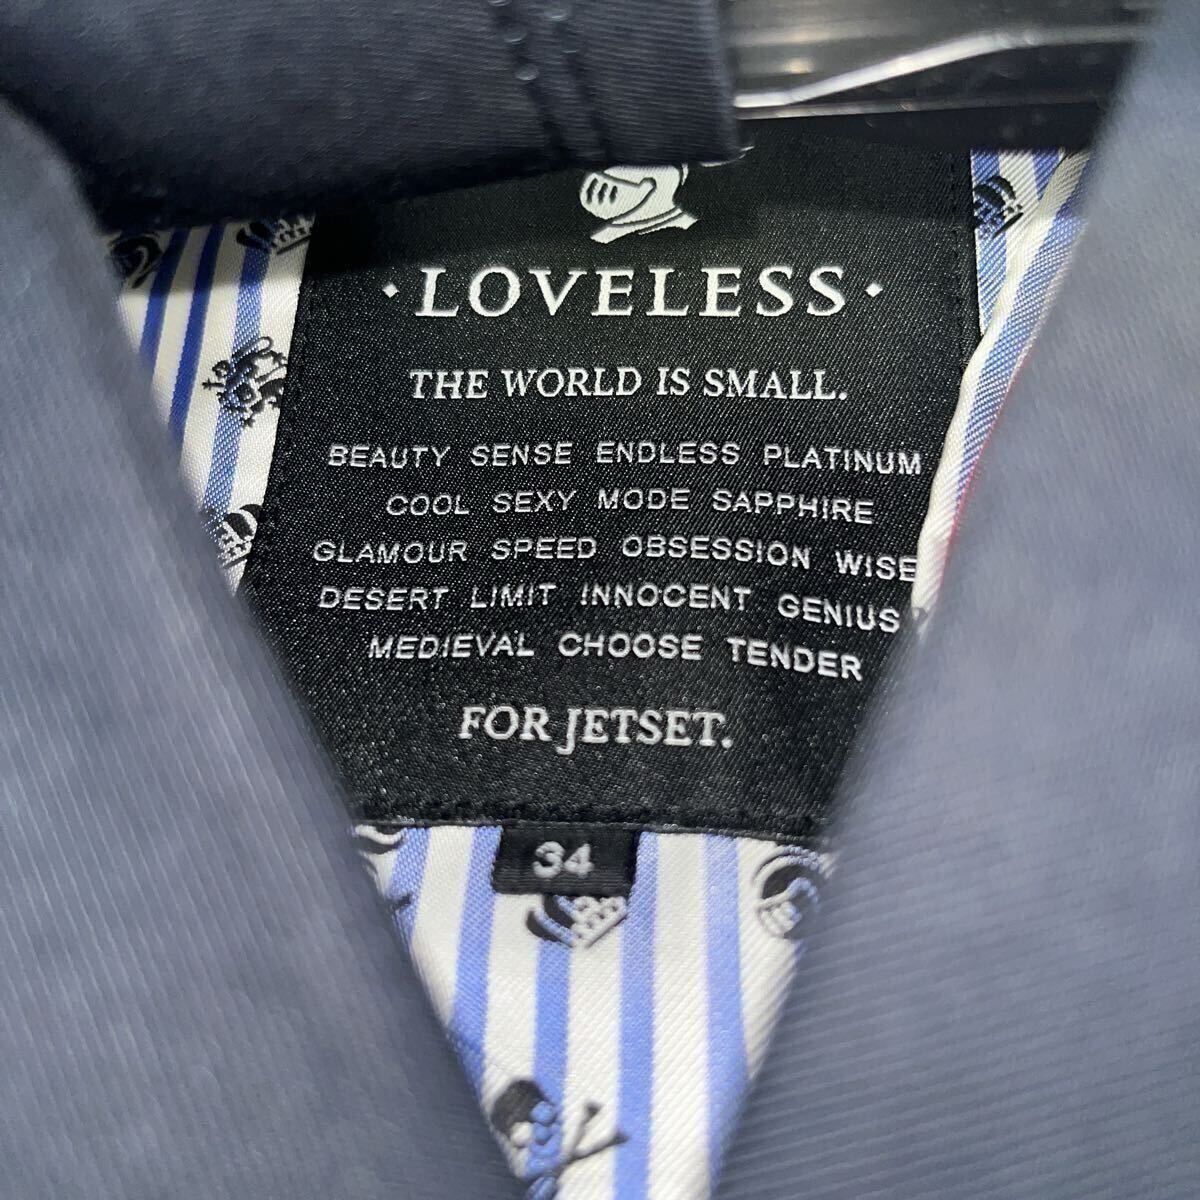 · LOVELESS ·
THE WORLD IS SMALL.
BEAUTY SENSE ENDLESS PLATINUM
COOL SEXY MODE SAPPHIRE
GLAMOUR SPEED OBSESSION WISE
DESERT LIMIT INNOCENT GENIUS
MEDIEVAL CHOOSE TENDER
FOR JETSET.
34